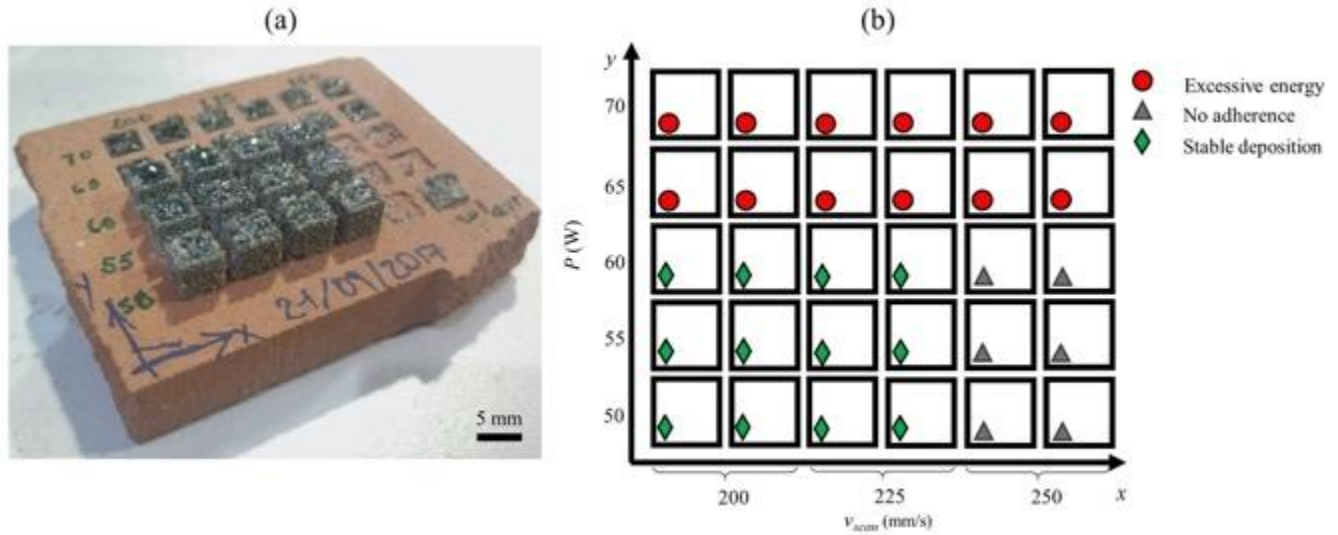 (a)
(b)
200
70
60
55
50
Y
X
21/09/2017
5 mm
y
70
65
60
55
50
P (W)
200
225
250
x
v_scan (mm/s)
Excessive energy
No adherence
Stable deposition